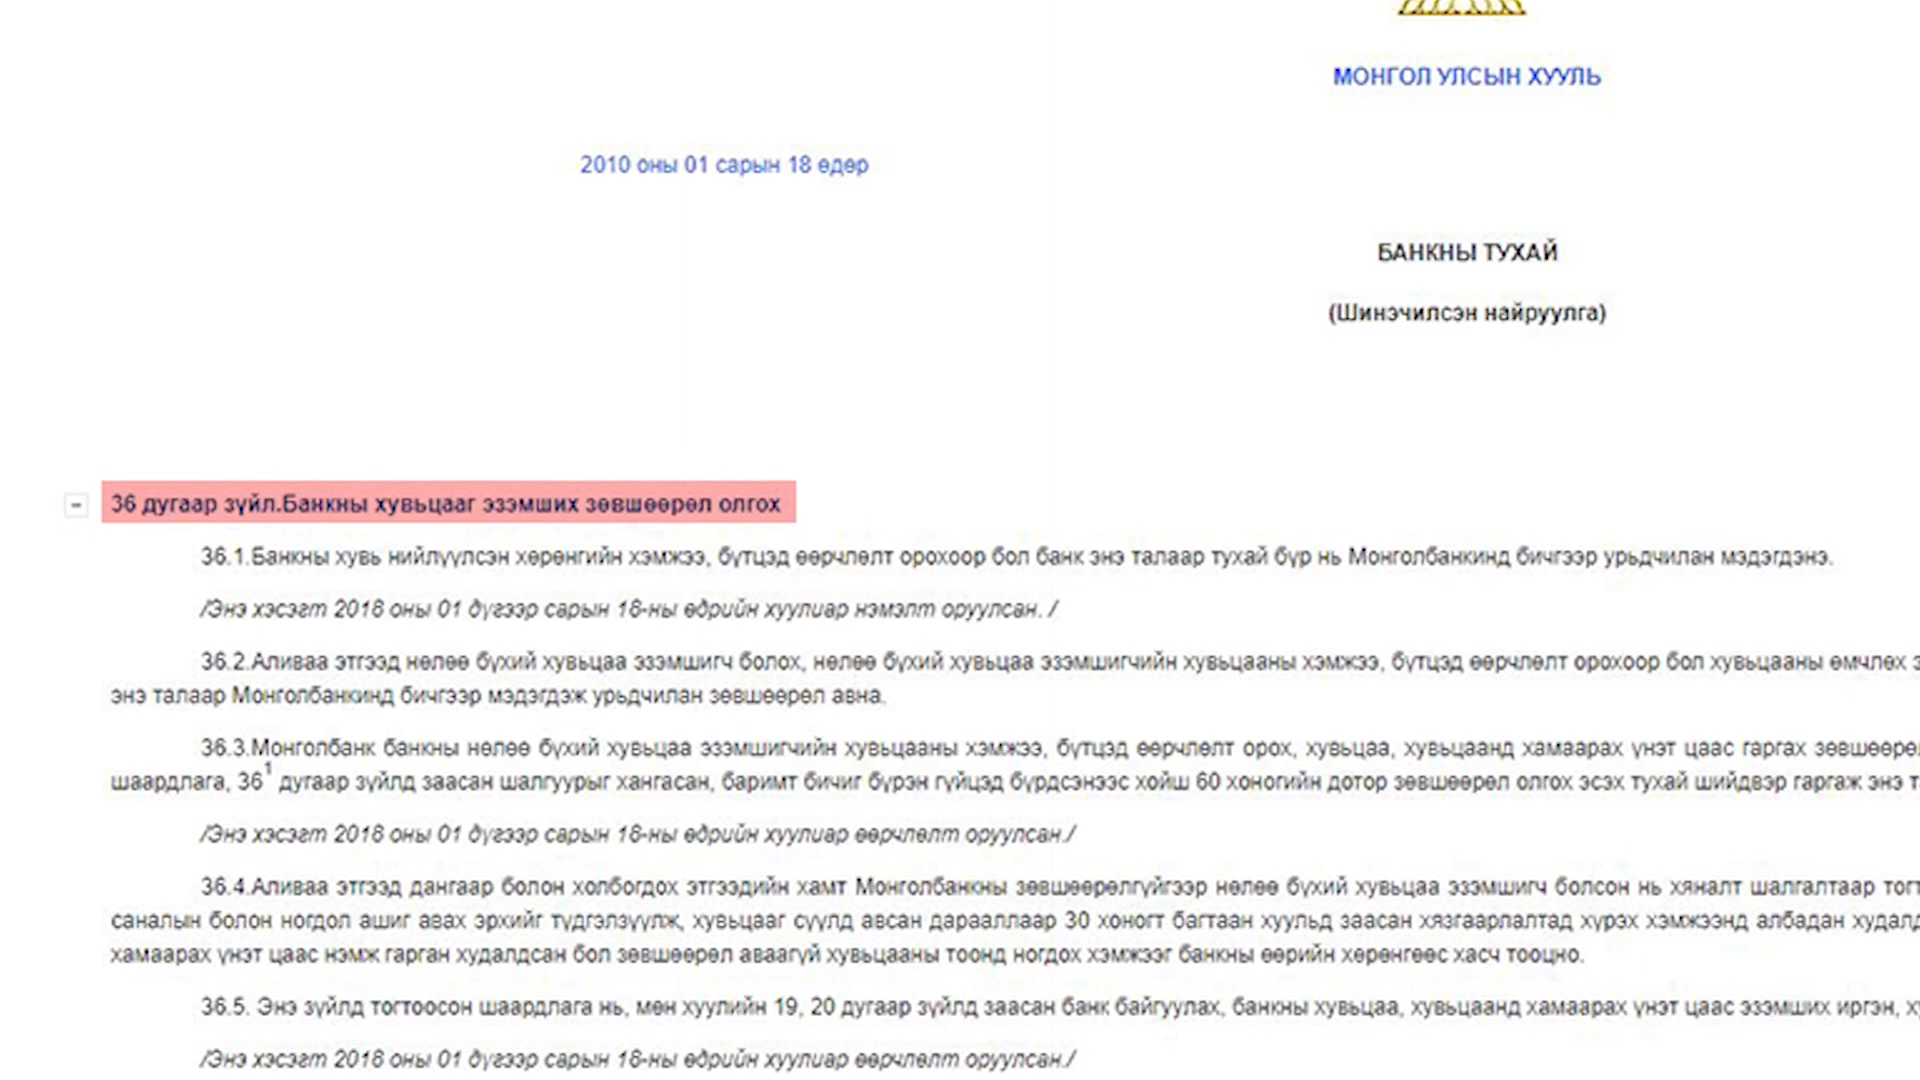 МОНГОЛ УЛСЫН ХУУЛЬ
2010 оны 01 сарын 18 өдөр
БАНКНЫ ТУХАЙ
(Шинэчилсэн найруулга)
36 дугаар зүйл.Банкны хувьцааг эзэмших зөвшөөрөл олгох
36.1.Банкны хувь нийлүүлсэн хөрөнгийн хэмжээ, бүтцэд өөрчлөлт орохоор бол банк энэ талаар тухай бүр нь Монголбанкинд бичгээр урьдчилан мэдэгдэнэ.
/Энэ хэсэгт 2018 оны 01 дүгээр сарын 18-ны өдрийн хуулиар нэмэлт оруулсан. /
36.2.Аливаа этгээд нөлөө бүхий хувьцаа эзэмшигч болох, нөлөө бүхий хувьцаа эзэмшигчийн хувьцааны хэмжээ, бүтцэд өөрчлөлт орохоор бол хувьцааны өмчлөх
энэ талаар Монголбанкинд бичгээр мэдэгдэж урьдчилан зөвшөөрөл авна.
36.3.Монголбанк банкны нөлөө бүхий хувьцаа эзэмшигчийн хувьцааны хэмжээ, бүтцэд өөрчлөлт орох, хувьцаа, хувьцаанд хамаарах үнэт цаас гаргах
шаардлага, 36¹ дугаар зүйлд заасан шалгуурыг хангасан, баримт бичиг бүрэн гүйцэд бүрдсэнээс хойш 60 хоногийн дотор зөвшөөрөл олгох эсэх тухай шийдвэр гаргаж энэ
/Энэ хэсэгт 2018 оны 01 дүгээр сарын 18-ны өдрийн хуулиар өөрчлөлт оруулсан./
36.4.Аливаа этгээд дангаар болон холбогдох этгээдийн хамт Монголбанкны зөвшөөрөлгүйгээр нөлөө бүхий хувьцаа эзэмшигч болсон нь хяналт шалгалтаар
саналын болон ногдол ашиг авах эрхийг түдгэлзүүлж, хувьцааг сүүлд авсан дарааллаар 30 хоногт багтаан хуульд заасан хязгаарлалтад хүрэх хэмжээнд албадан
хамаарах үнэт цаас нэмж гарган худалдсан бол зөвшөөрөл аваагүй хувьцааны тоонд ногдох хэмжээг банкны өөрийн хөрөнгөөс хасч тооцно.
36.5. Энэ зүйлд тогтоосон шаардлага нь, мөн хуулийн 19, 20 дугаар зүйлд заасан банк байгуулах, банкны хувьцаа, хувьцаанд хамаарах үнэт цаас эзэмших иргэн,
/Энэ хэсэгт 2018 оны 01 дүгээр сарын 18-ны өдрийн хуулиар өөрчлөлт оруулсан./